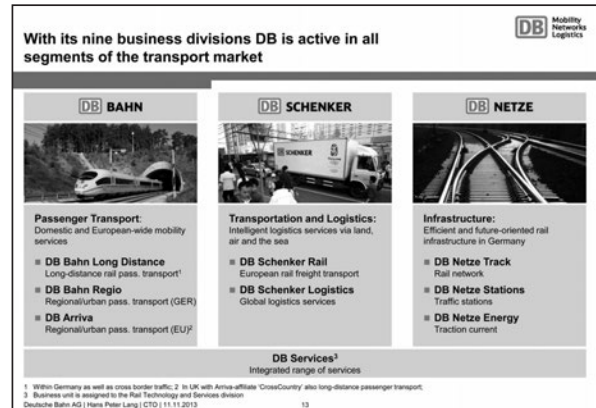 With its nine business divisions DB is active in all
segments of the transport market
DB Mobility
Networks
Logistics
DB BAHN
DB SCHENKER
DB NETZE
DB SCHENKER
Passenger Transport:
Domestic and European-wide mobility
services
DB Bahn Long Distance
Long-distance rail pass. transport1
DB Bahn Regio
Regional/urban pass. transport (GER)
DB Arriva
Regional/urban pass. transport (EU)2
Transportation and Logistics:
Intelligent logistics services via land,
air and the sea
DB Schenker Rail
European rail freight transport
DB Schenker Logistics
Global logistics services
Infrastructure:
Efficient and future-oriented rail
infrastructure in Germany
DB Netze Track
Rail network
DB Netze Stations
Traffic stations
DB Netze Energy
Traction current
DB Services3
Integrated range of services
1 Within Germany as well as cross border traffic; 2 In UK with Arriva-affiliate 'CrossCountry' also long-distance passenger transport;
3 Business unit is assigned to the Rail Technology and Services division
Deutsche Bahn AG | Hans Peter Lang | CTO | 11.11.2013
13